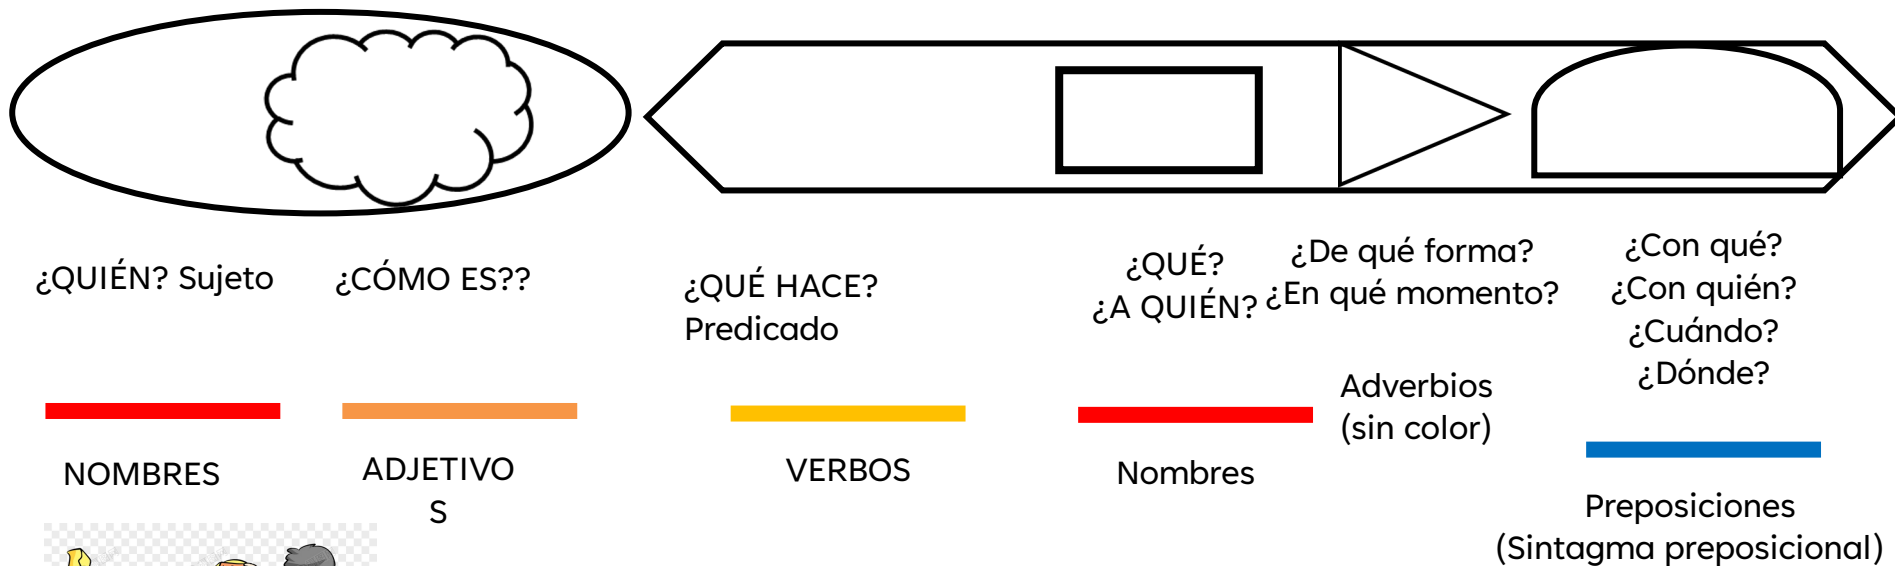 ¿QUIÉN? Sujeto
¿CÓMO ES??
¿QUÉ HACE?
Predicado
¿QUÉ?
¿A QUIÉN?
¿De qué forma?
¿En qué momento?
¿Con qué?
¿Con quién?
¿Cuándo?
¿Dónde?
NOMBRES
ADJETIVO
S
VERBOS
Nombres
Adverbios
(sin color)
Preposiciones
(Sintagma preposicional)